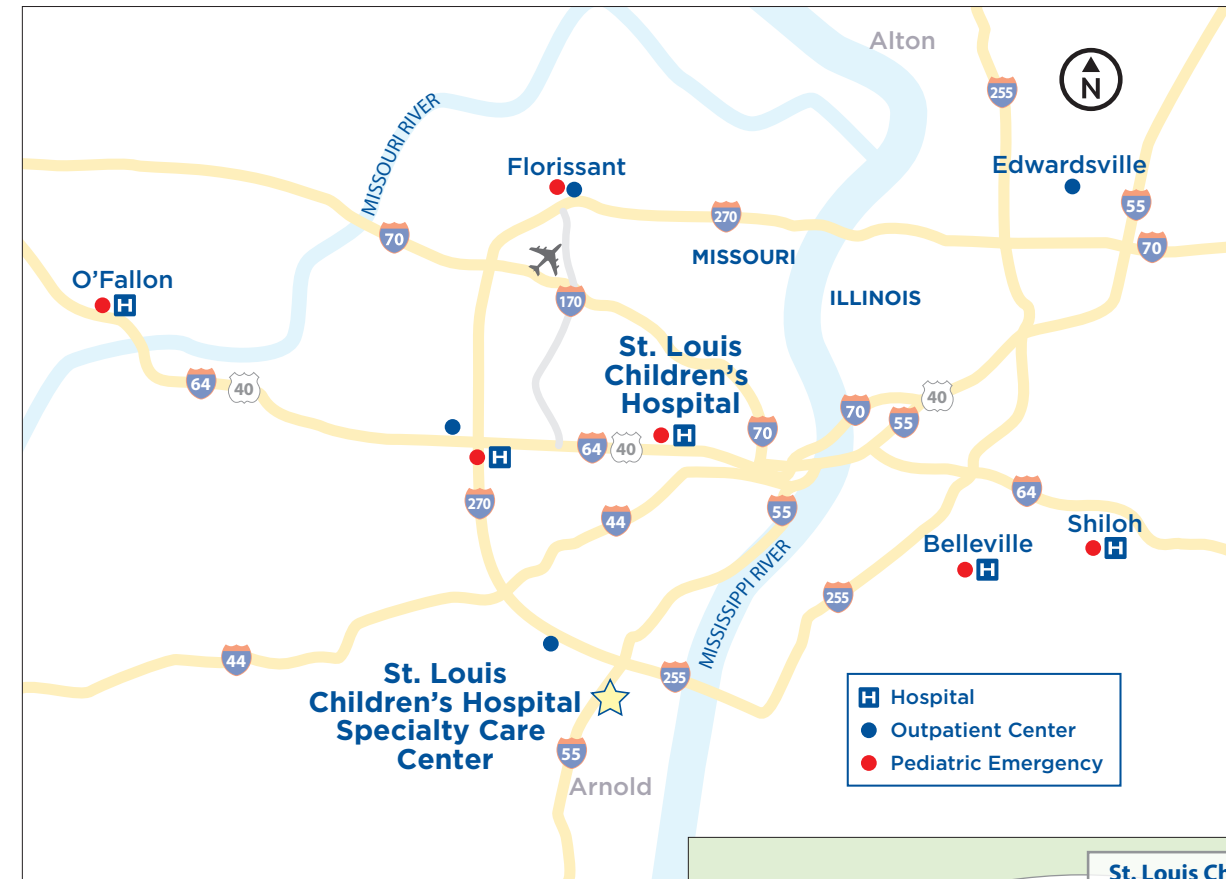 Alton
N
255
MISSOURI RIVER
Florissant
Edwardsville
55
270
70
70
MISSOURI
O'Fallon
H
ILLINOIS
170
St. Louis
Children's
Hospital
H
64
40
40
70
55
70
64
40
H
270
44
55
64
Shiloh
H
Belleville
H
MISSISSIPPI RIVER
255
44
255
St. Louis
Children's Hospital
Specialty Care
Center
55
Arnold
H Hospital
Outpatient Center
Pediatric Emergency